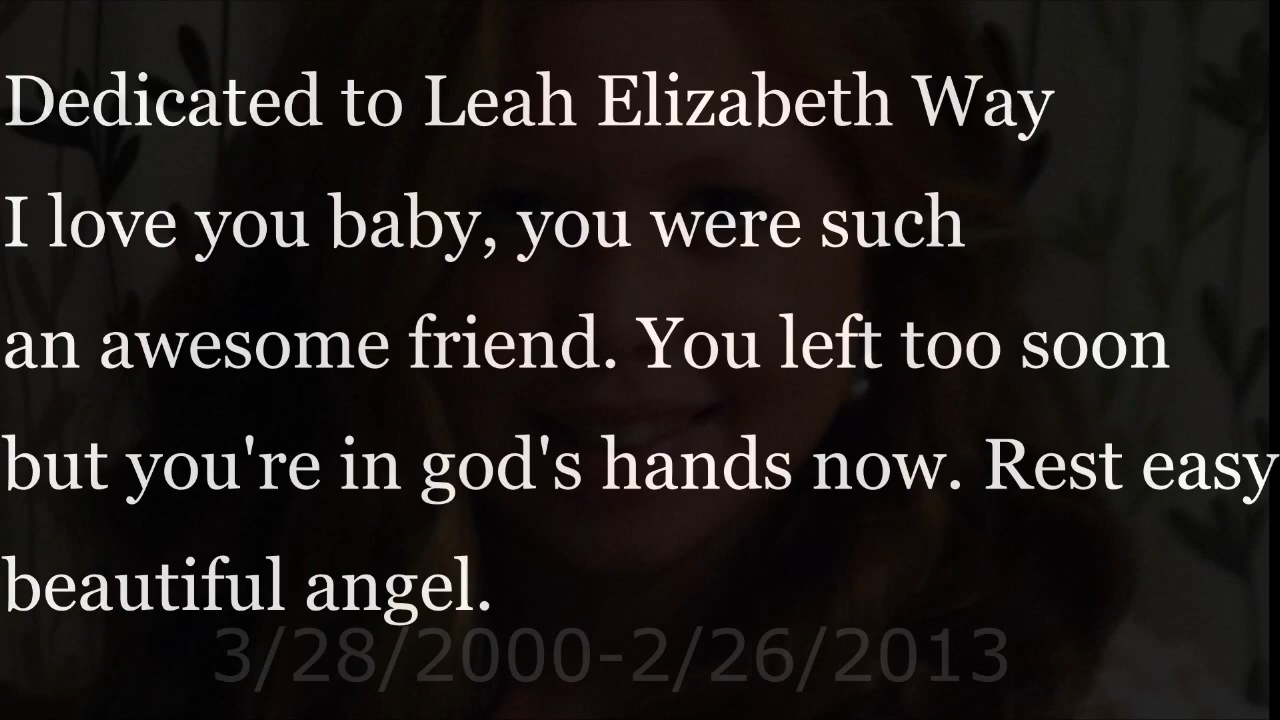 Dedicated to Leah Elizabeth Way
I love you baby, you were such
an awesome friend. You left too soon
but you're in god's hands now. Rest easy
beautiful angel.
3/28/2000-2/26/2013